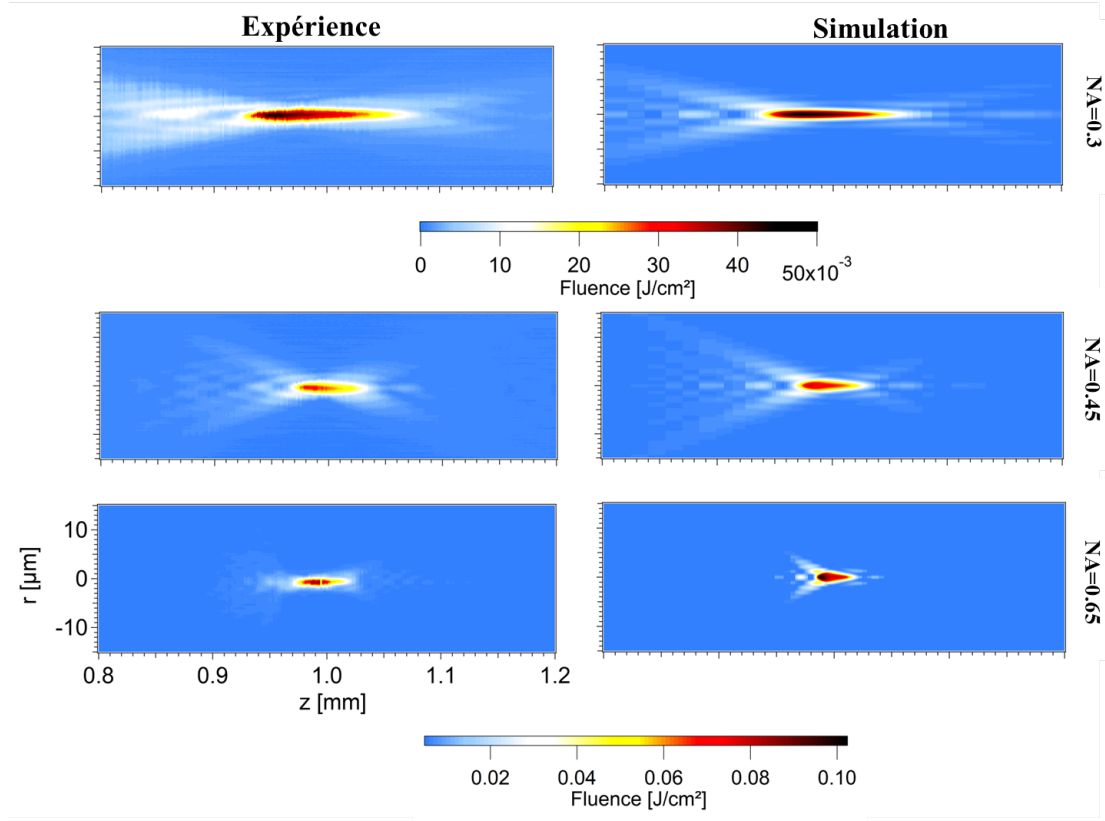 Expérience
Simulation
NA=0.3
0 10 20 30 40 50x10⁻³
Fluence [J/cm²]
NA=0.45
10
0
-10
r [µm]
NA=0.65
0.8 0.9 1.0 1.1 1.2
z [mm]
0.02 0.04 0.06 0.08 0.10
Fluence [J/cm²]